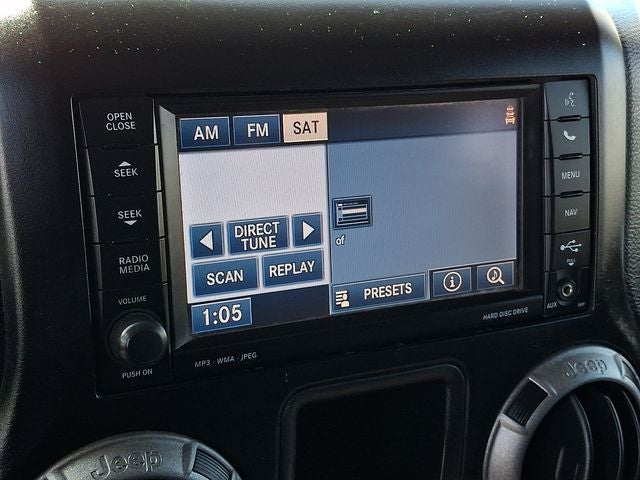 OPEN
CLOSE
SEEK
SEEK
RADIO
MEDIA
VOLUME
PUSH ON
AM
FM
SAT
DIRECT
TUNE
SCAN
REPLAY
1:05
of
PRESETS
MENU
NAV
PULL
AUX
HARD DISC DRIVE
MP3 · WMA · JPEG
Jeep
Jeep